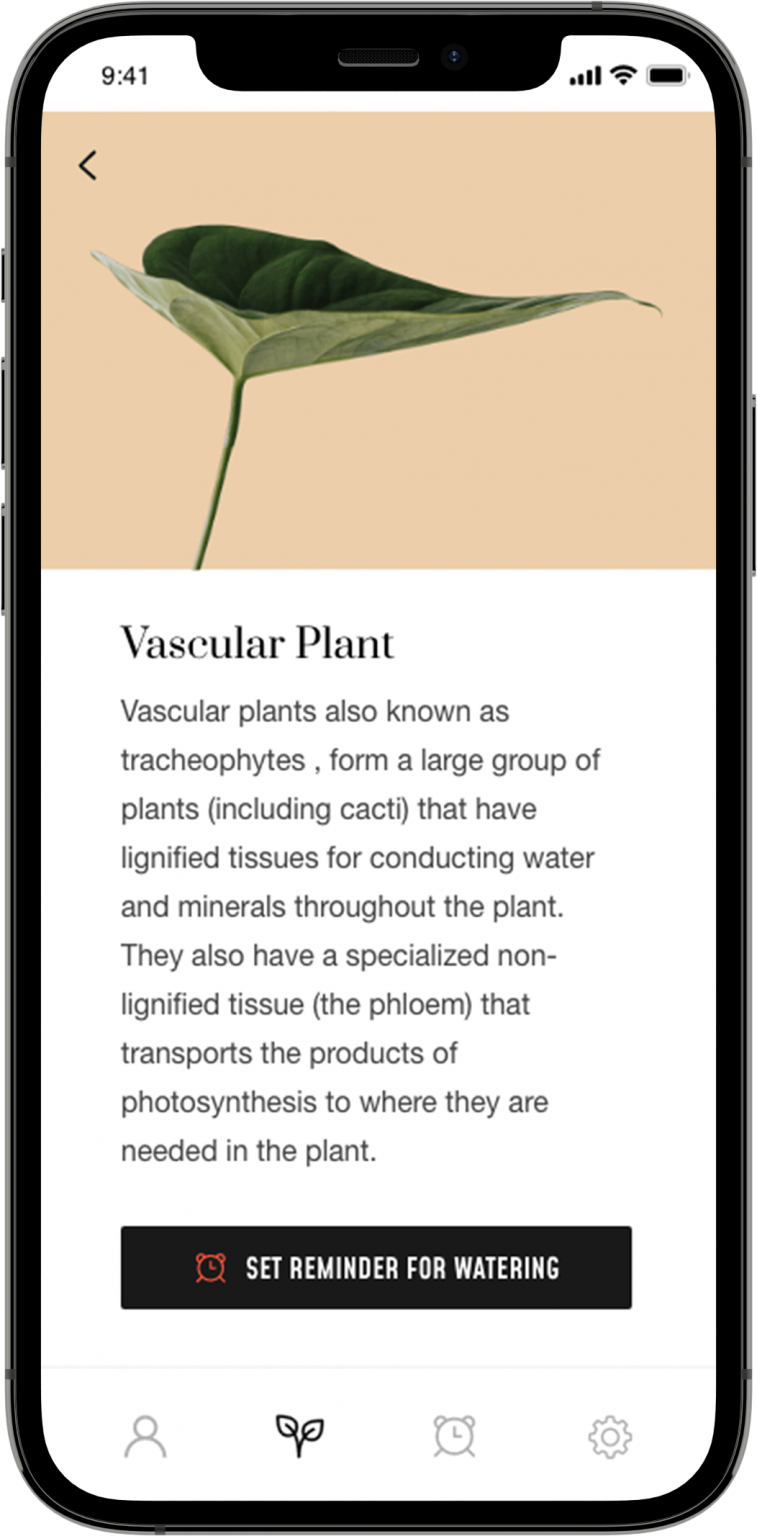 9:41
Vascular Plant
Vascular plants also known as
tracheophytes , form a large group of
plants (including cacti) that have
lignified tissues for conducting water
and minerals throughout the plant.
They also have a specialized non-
lignified tissue (the phloem) that
transports the products of
photosynthesis to where they are
needed in the plant.
SET REMINDER FOR WATERING